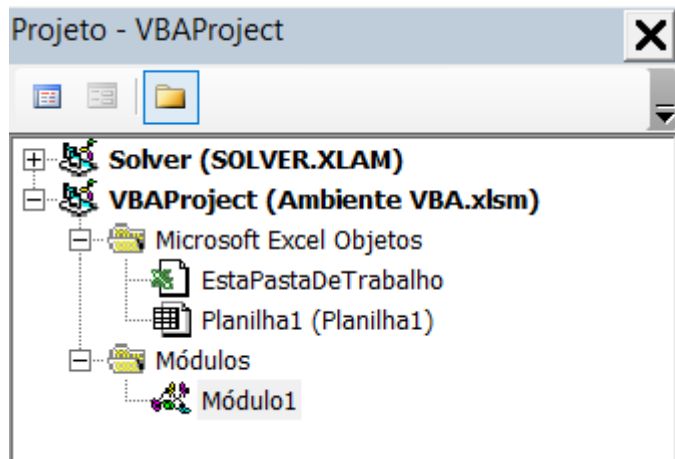 Projeto - VBAProject
Solver (SOLVER.XLAM)
VBAProject (Ambiente VBA.xlsm)
Microsoft Excel Objetos
EstaPastaDeTrabalho
Planilha1 (Planilha1)
Módulos
Módulo1